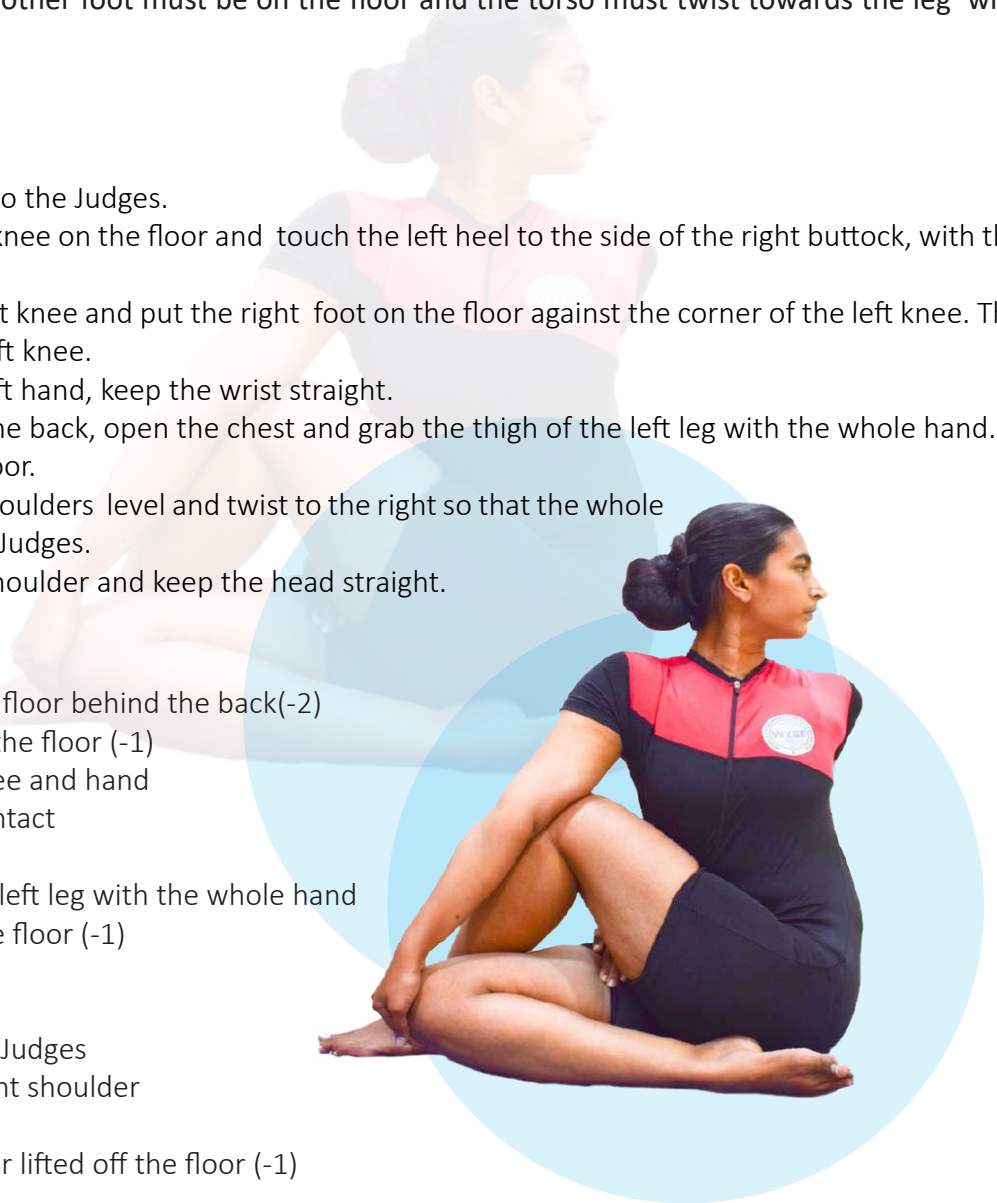 other foot must be on the floor and the torso must twist towards the leg
o the Judges.
knee on the floor and touch the left heel to the side of the right buttock, with th
t knee and put the right foot on the floor against the corner of the left knee. Th
ft knee.
ft hand, keep the wrist straight.
he back, open the chest and grab the thigh of the left leg with the whole hand.
oor.
oulders level and twist to the right so that the whole
Judges.
houlder and keep the head straight.
floor behind the back(-2)
the floor (-1)
ee and hand
ntact
left leg with the whole hand
e floor (-1)
Judges
nt shoulder
r lifted off the floor (-1)